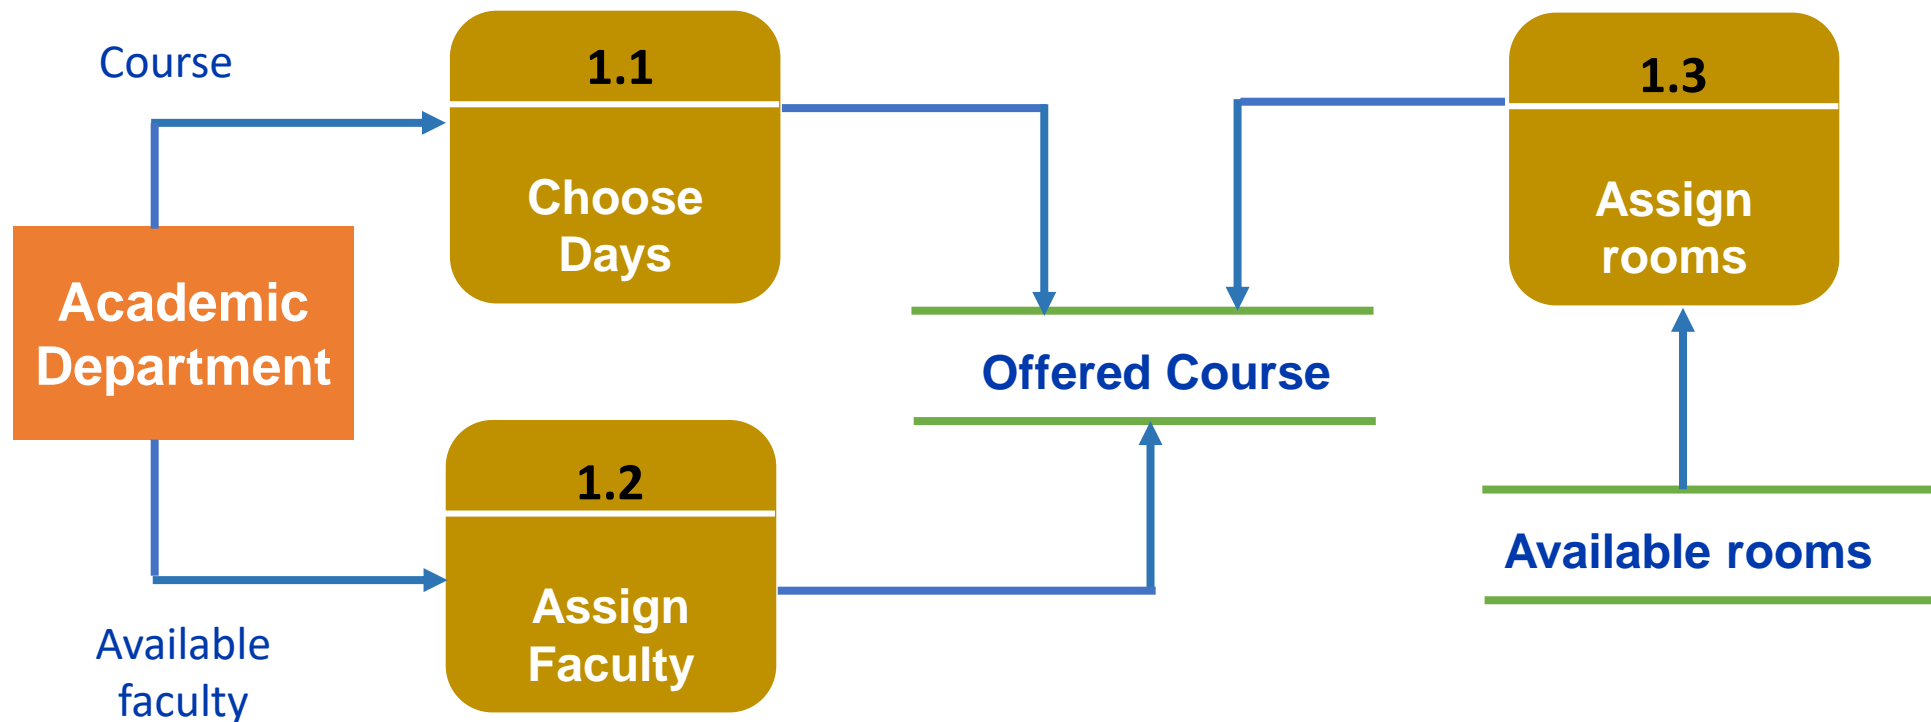 Course
1.1
Choose
Days
1.3
Assign
rooms
Academic
Department
Offered Course
1.2
Assign
Faculty
Available rooms
Available
faculty